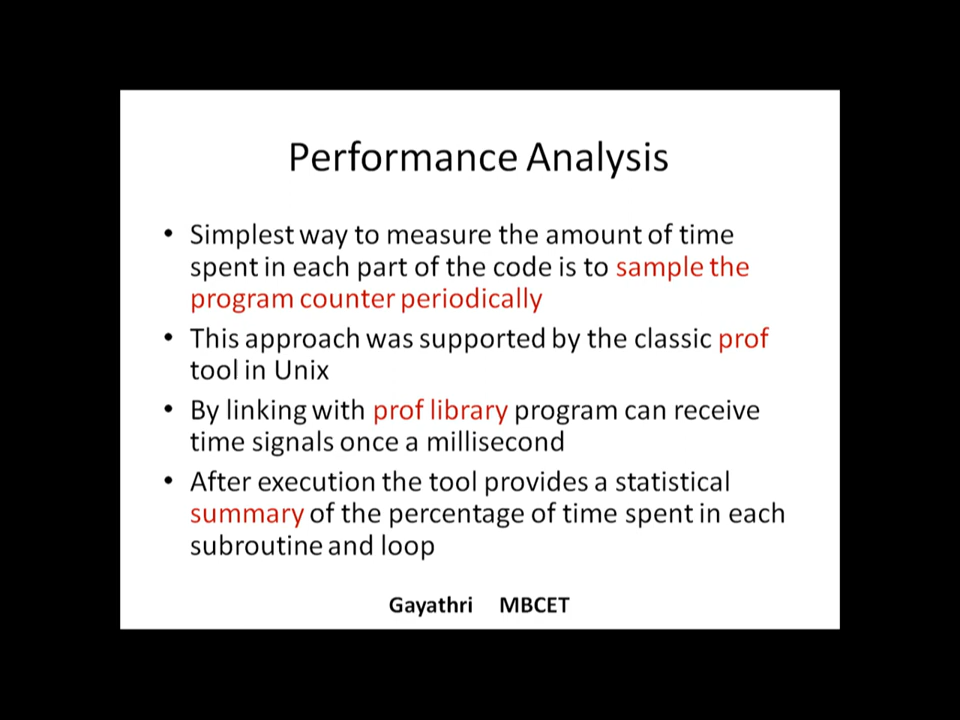 Performance Analysis
• Simplest way to measure the amount of time
spent in each part of the code is to sample the
program counter periodically
• This approach was supported by the classic prof
tool in Unix
• By linking with prof library program can receive
time signals once a millisecond
• After execution the tool provides a statistical
summary of the percentage of time spent in each
subroutine and loop
Gayathri MBCET